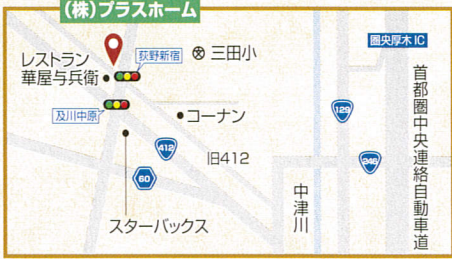 (株)プラスホーム
圏央厚木 IC
荻野新宿
三田小
レストラン
華屋与兵衛
及川中原
コーナン
129
412
旧412
246
60
スターバックス
中津川
首都圏中央連絡自動車道